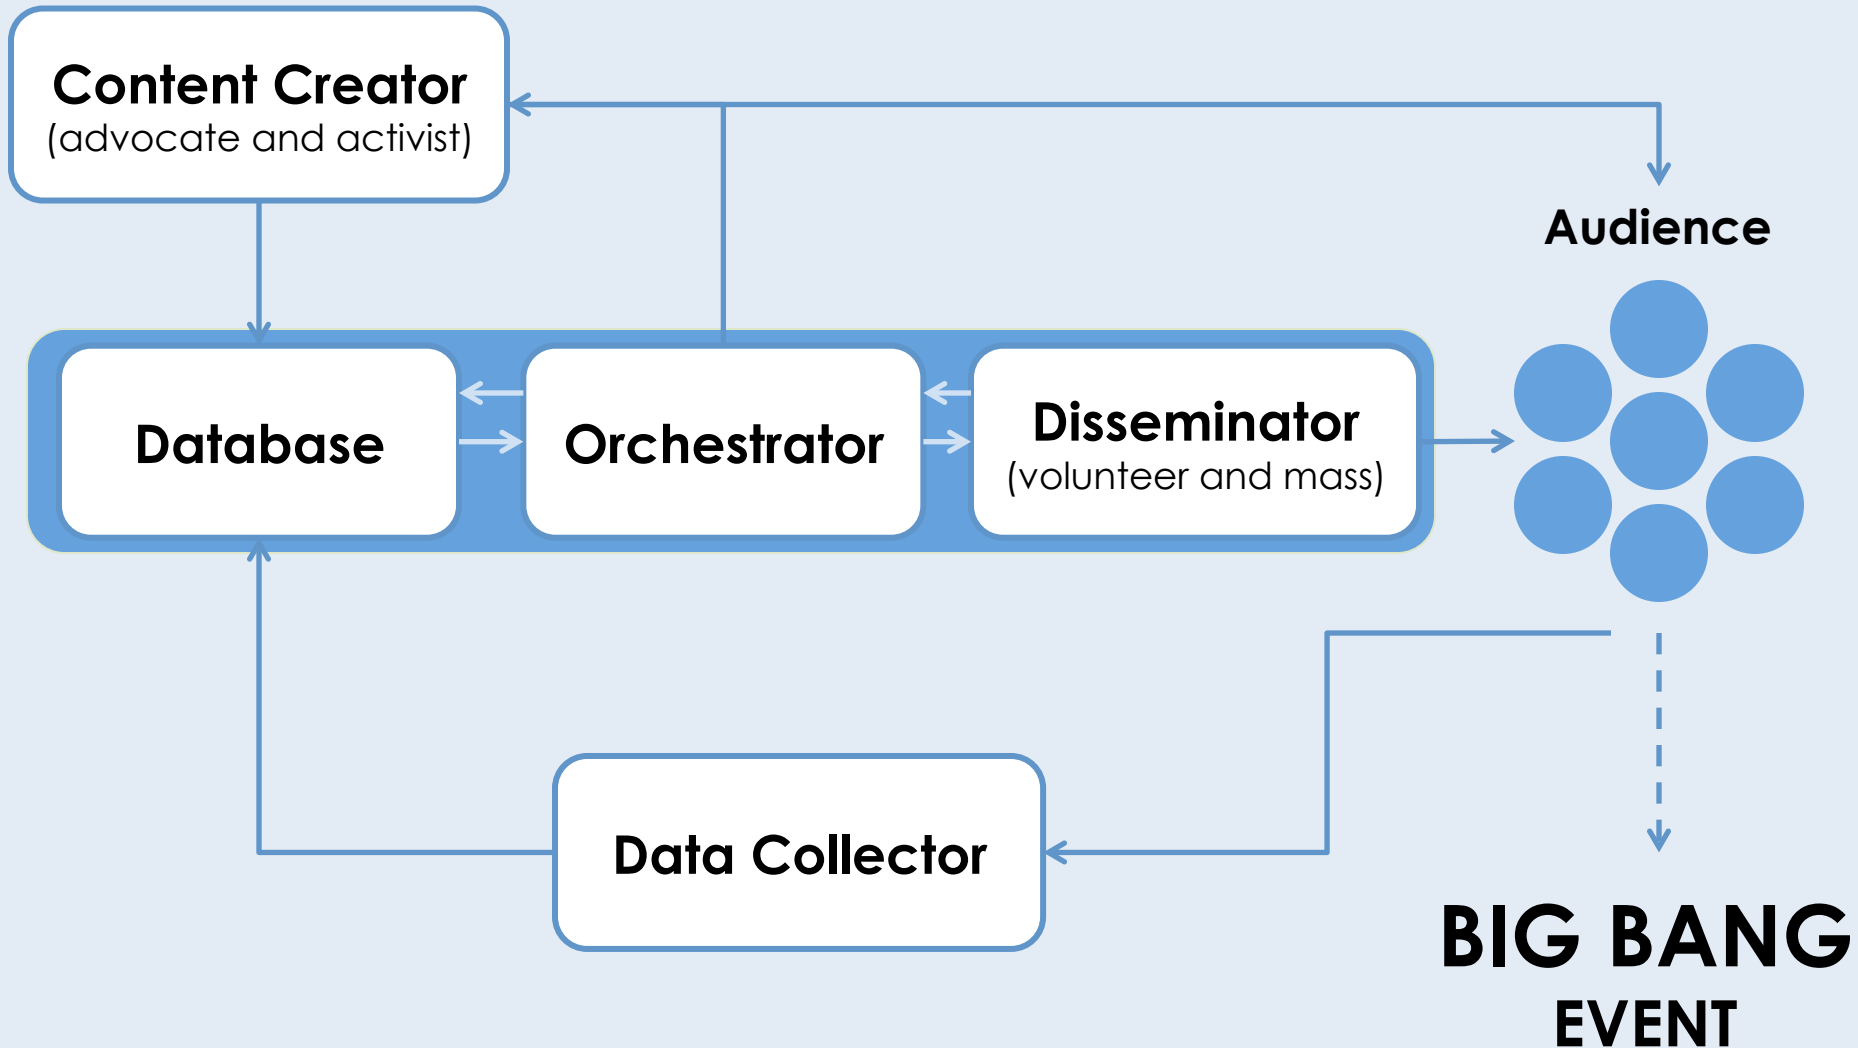 Content Creator
(advocate and activist)
Audience
Database
Orchestrator
Disseminator
(volunteer and mass)
Data Collector
BIG BANG
EVENT